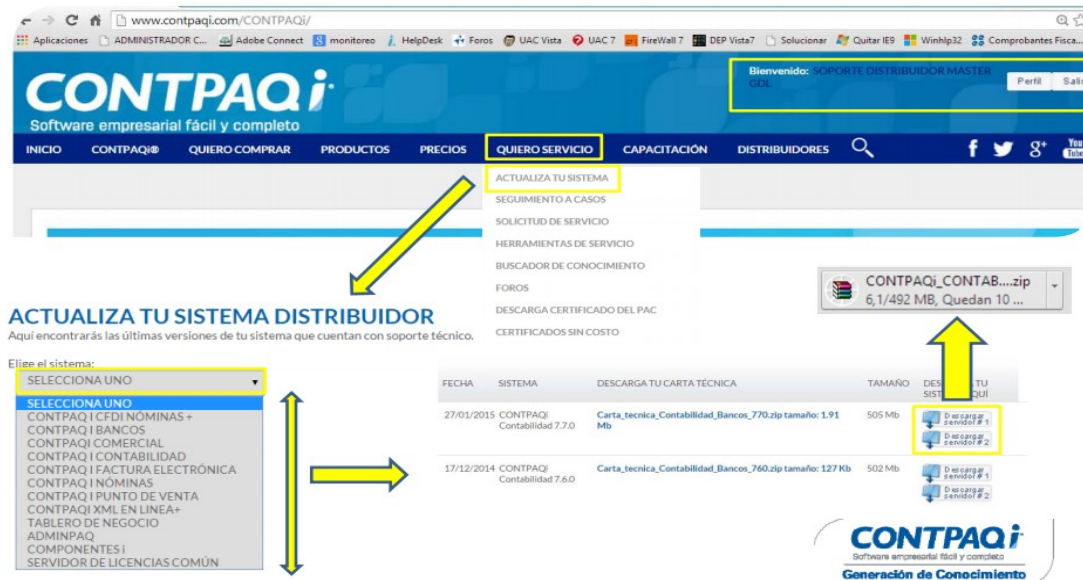 www.contpaqi.com/CONTPAQi/
Aplicaciones ADMINISTRADOR C... Adobe Connect monitoreo HelpDesk Foros UAC Vista UAC 7 FireWall 7 DEP Vista7 Solucionar Quitar IE9 Winhlp32 Comprobantes Fisca...
CONTPAQi
Software empresarial fácil y completo
Bienvenido: SOPORTE DISTRIBUIDOR MASTER
GDL
Perfil Salir
INICIO CONTPAQi® QUIERO COMPRAR PRODUCTOS PRECIOS QUIERO SERVICIO CAPACITACIÓN DISTRIBUIDORES f g+ You Tube
ACTUALIZA TU SISTEMA
SEGUIMIENTO A CASOS
SOLICITUD DE SERVICIO
HERRAMIENTAS DE SERVICIO
BUSCADOR DE CONOCIMIENTO
FOROS
DESCARGA CERTIFICADO DEL PAC
CERTIFICADOS SIN COSTO
CONTPAQi_CONTAB....zip
6,1/492 MB, Quedan 10 ...
ACTUALIZA TU SISTEMA DISTRIBUIDOR
Aquí encontrarás las últimas versiones de tu sistema que cuentan con soporte técnico.
Elige el sistema:
SELECCIONA UNO
SELECCIONA UNO
CONTPAQ I CFDI NÓMINAS +
CONTPAQ I BANCOS
CONTPAQI COMERCIAL
CONTPAQ I CONTABILIDAD
CONTPAQ I FACTURA ELECTRÓNICA
CONTPAQ I NÓMINAS
CONTPAQ I PUNTO DE VENTA
CONTPAQI XML EN LINEA+
TABLERO DE NEGOCIO
ADMINPAQ
COMPONENTES i
SERVIDOR DE LICENCIAS COMÚN
FECHA SISTEMA DESCARGA TU CARTA TÉCNICA TAMAÑO
27/01/2015 CONTPAQi Contabilidad 7.7.0 Carta_tecnica_Contabilidad_Bancos_770.zip tamaño: 1.91 Mb 505 Mb
Descargar servidor # 1
Descargar servidor # 2
17/12/2014 CONTPAQi Contabilidad 7.6.0 Carta_tecnica_Contabilidad_Bancos_760.zip tamaño: 127 Kb 502 Mb
Descargar servidor # 1
Descargar servidor # 2
CONTPAQi
Software empresarial fácil y completo
Generación de Conocimiento